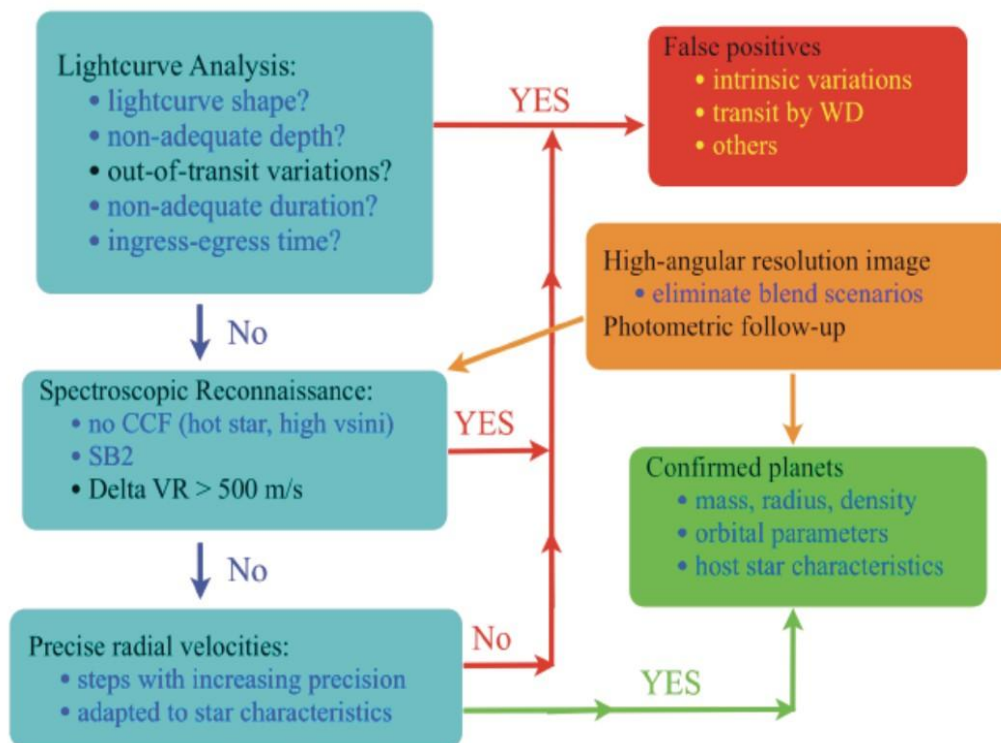 Lightcurve Analysis:
• lightcurve shape?
• non-adequate depth?
• out-of-transit variations?
• non-adequate duration?
• ingress-egress time?
YES
False positives
• intrinsic variations
• transit by WD
• others
High-angular resolution image
• eliminate blend scenarios
Photometric follow-up
No
Spectroscopic Reconnaissance:
• no CCF (hot star, high vsini)
• SB2
• Delta VR > 500 m/s
YES
Confirmed planets
• mass, radius, density
• orbital parameters
• host star characteristics
No
Precise radial velocities:
• steps with increasing precision
• adapted to star characteristics
No
YES